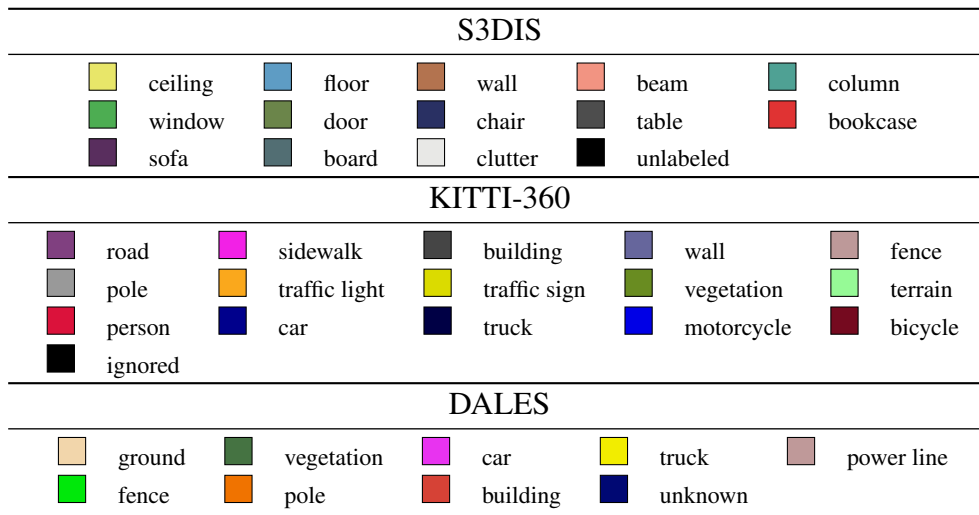 S3DIS
ceiling floor wall beam column
window door chair table bookcase
sofa board clutter unlabeled
KITTI-360
road sidewalk building wall fence
pole traffic light traffic sign vegetation terrain
person car truck motorcycle bicycle
ignored
DALES
ground vegetation car truck power line
fence pole building unknown